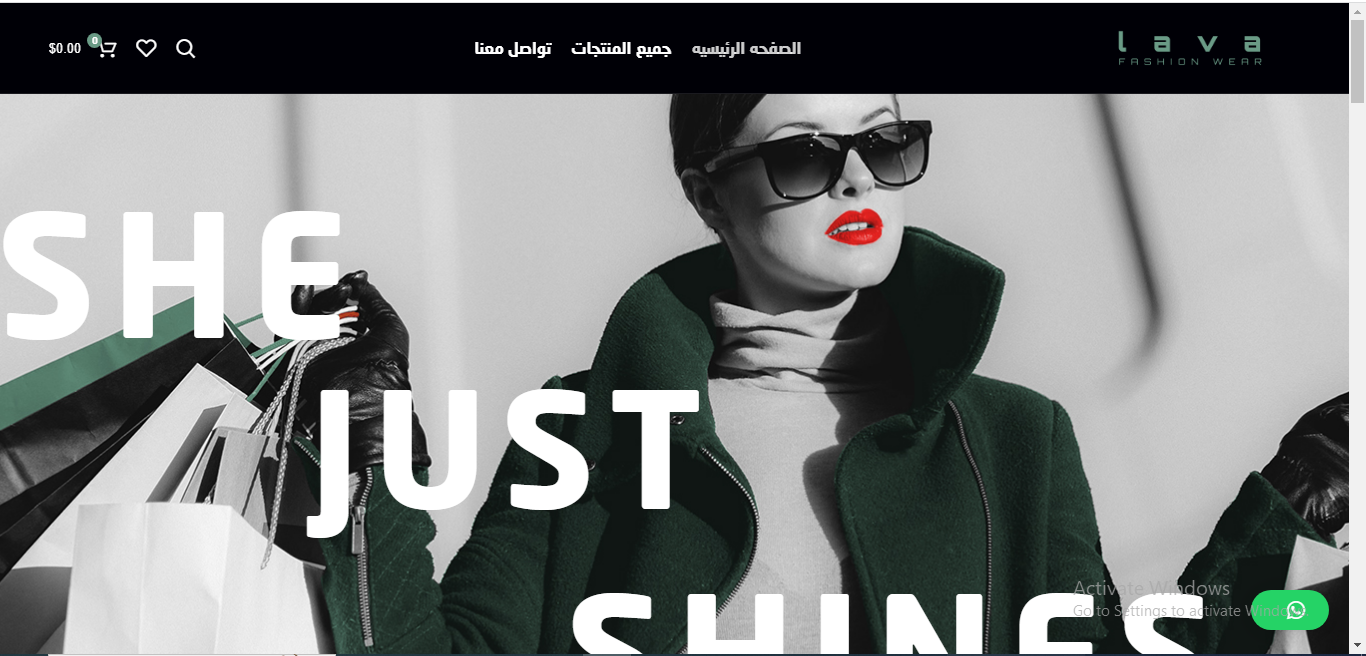 lava
FASHION WEAR
الصفحه الرئيسيه
جميع المنتجات
تواصل معنا
0
$0.00
SHE
JUST
SHINES
Activate Windows
Go to Settings to activate Windows.